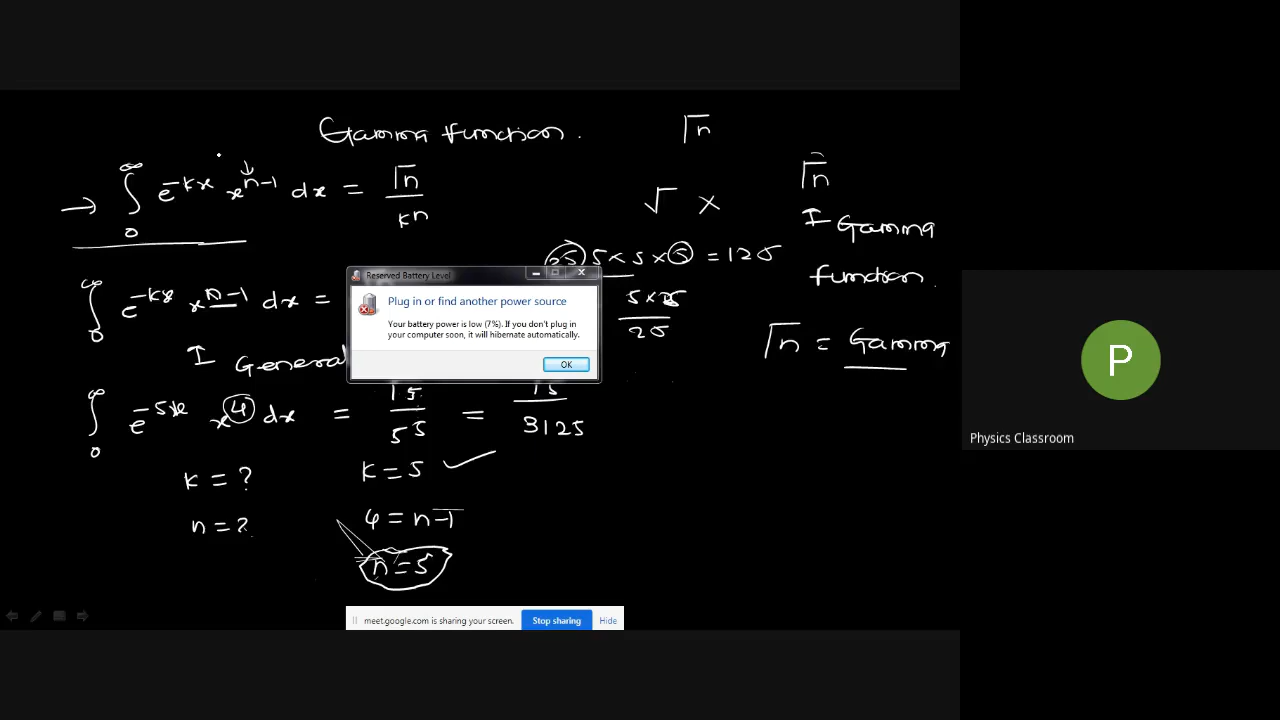 Gamma function. Γn
→ ∫₀^∞ e^-kx x^n-1 dx = Γn / k^n
√ ×
Γn
I Gamma
function.
25) 5 × 5 × 5 = 125
∫₀^∞ e^-kx x^n-1 dx =
25
Γn = Gamma
I General
Reserved Battery Level
Plug in or find another power source
Your battery power is low (7%). If you don't plug in
your computer soon, it will hibernate automatically.
OK
∫₀^∞ e^-5x x^4 dx = Γ5 / 5^5 = Γ5 / 3125
k = ? k = 5 ✓
n = ? 4 = n-1
n = 5
meet.google.com is sharing your screen. Stop sharing Hide
P
Physics Classroom